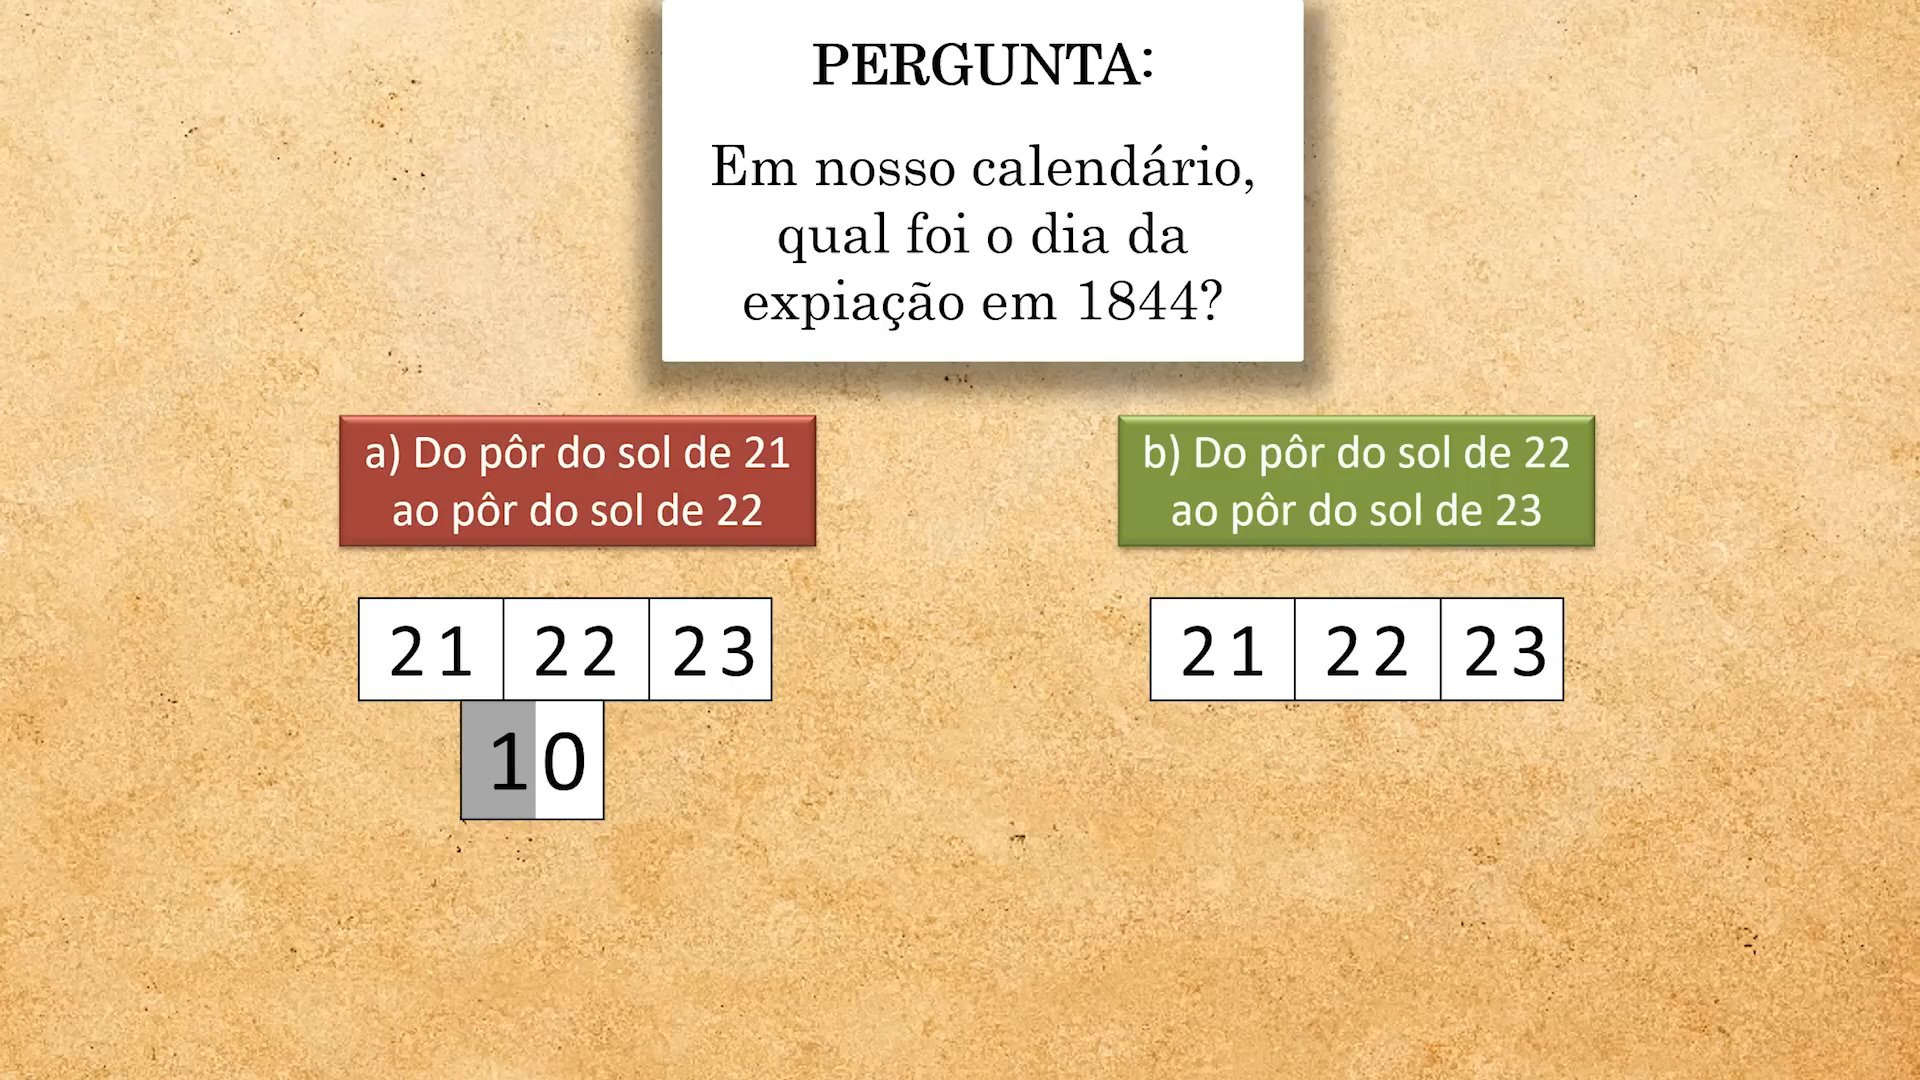 PERGUNTA:
Em nosso calendário,
qual foi o dia da
expiação em 1844?
a) Do pôr do sol de 21
ao pôr do sol de 22
b) Do pôr do sol de 22
ao pôr do sol de 23
21 22 23
10
21 22 23